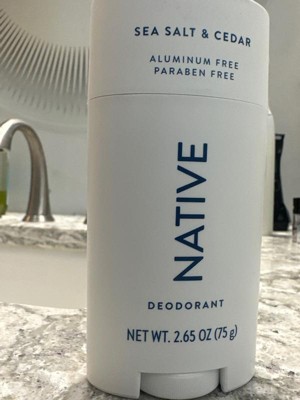 SEA SALT & CEDAR
ALUMINUM FREE
PARABEN FREE
NATIVE
DEODORANT
NET WT. 2.65 OZ (75 g)